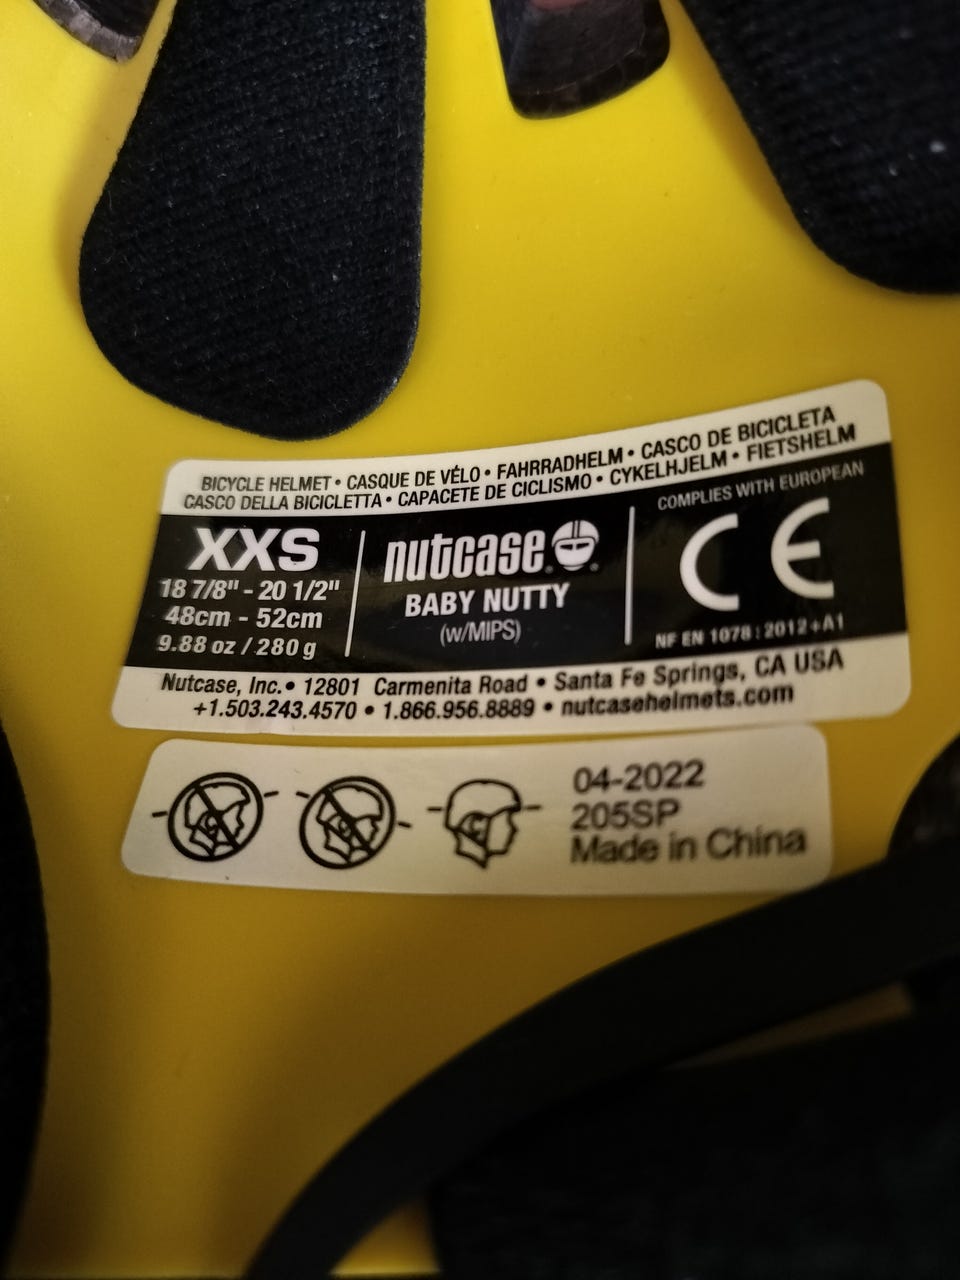 BICYCLE HELMET • CASQUE DE VÉLO • FAHRRADHELM • CASCO DE BICICLETA
CASCO DELLA BICICLETTA • CAPACETE DE CICLISMO • CYKELHJELM • FIETSHELM
XXS
18 7/8" - 20 1/2"
48cm - 52cm
9.88 oz / 280 g
nutcase
BABY NUTTY
(w/MIPS)
COMPLIES WITH EUROPEAN
CE
NF EN 1078 : 2012+A1
Nutcase, Inc. • 12801 Carmenita Road • Santa Fe Springs, CA USA
+1.503.243.4570 • 1.866.956.8889 • nutcasehelmets.com
04-2022
205SP
Made in China